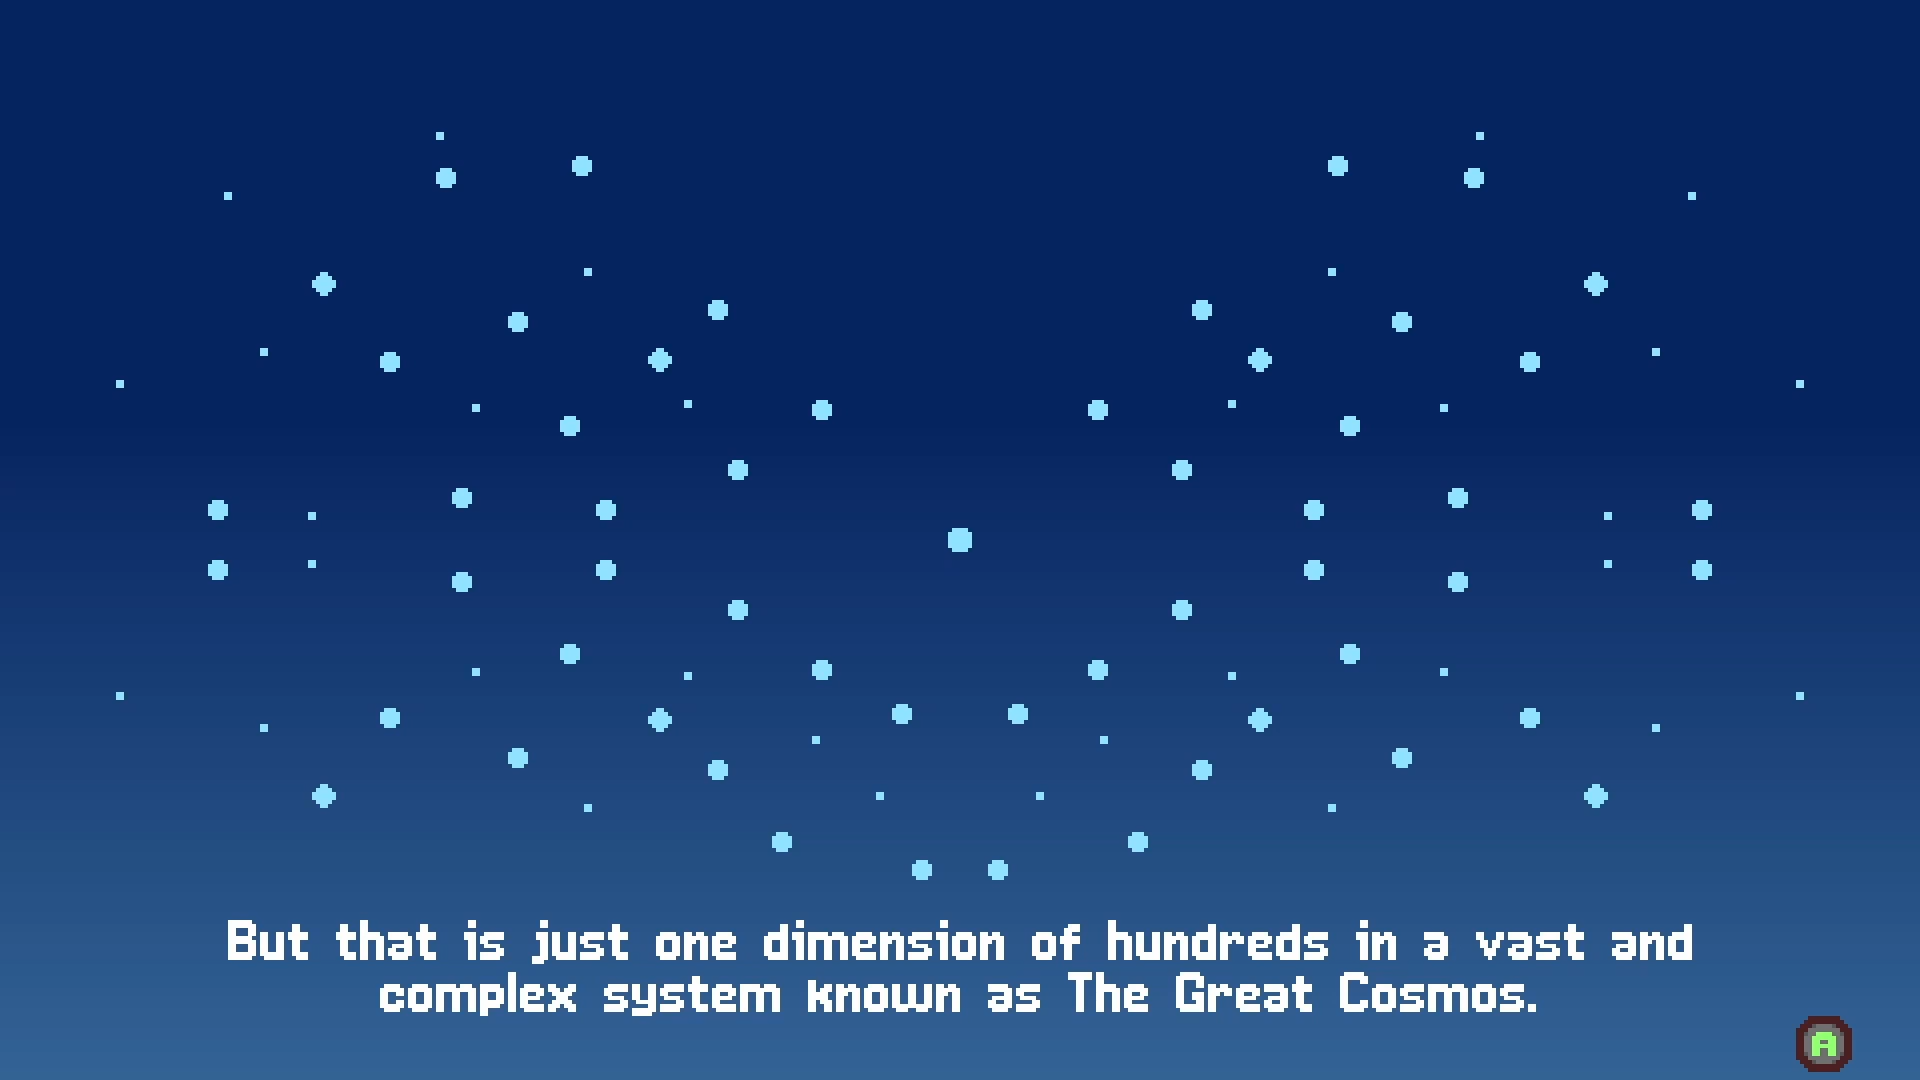 But that is just one dimension of hundreds in a vast and
complex system known as The Great Cosmos.
A